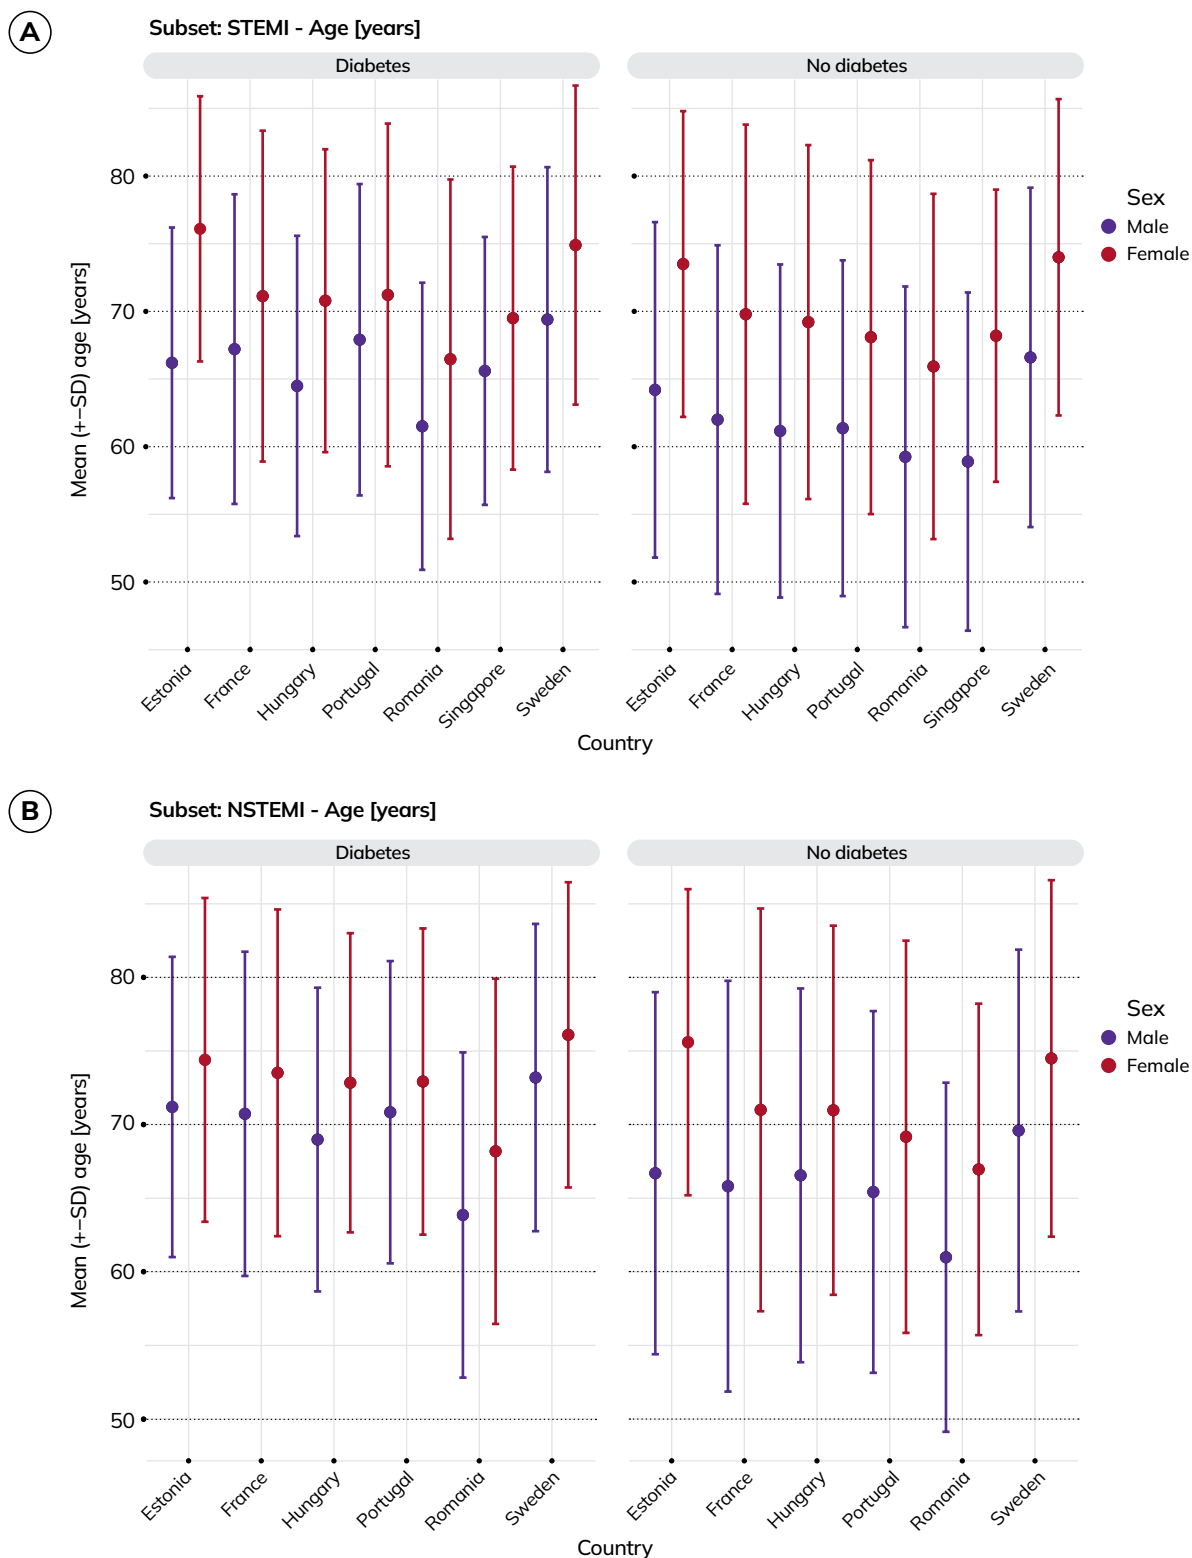 A
Subset: STEMI - Age [years]
Diabetes
No diabetes
Mean (+−SD) age [years]
80
70
60
50
Sex
Male
Female
Estonia
France
Hungary
Portugal
Romania
Singapore
Sweden
Estonia
France
Hungary
Portugal
Romania
Singapore
Sweden
Country
B
Subset: NSTEMI - Age [years]
Diabetes
No diabetes
Mean (+−SD) age [years]
80
70
60
50
Sex
Male
Female
Estonia
France
Hungary
Portugal
Romania
Sweden
Estonia
France
Hungary
Portugal
Romania
Sweden
Country